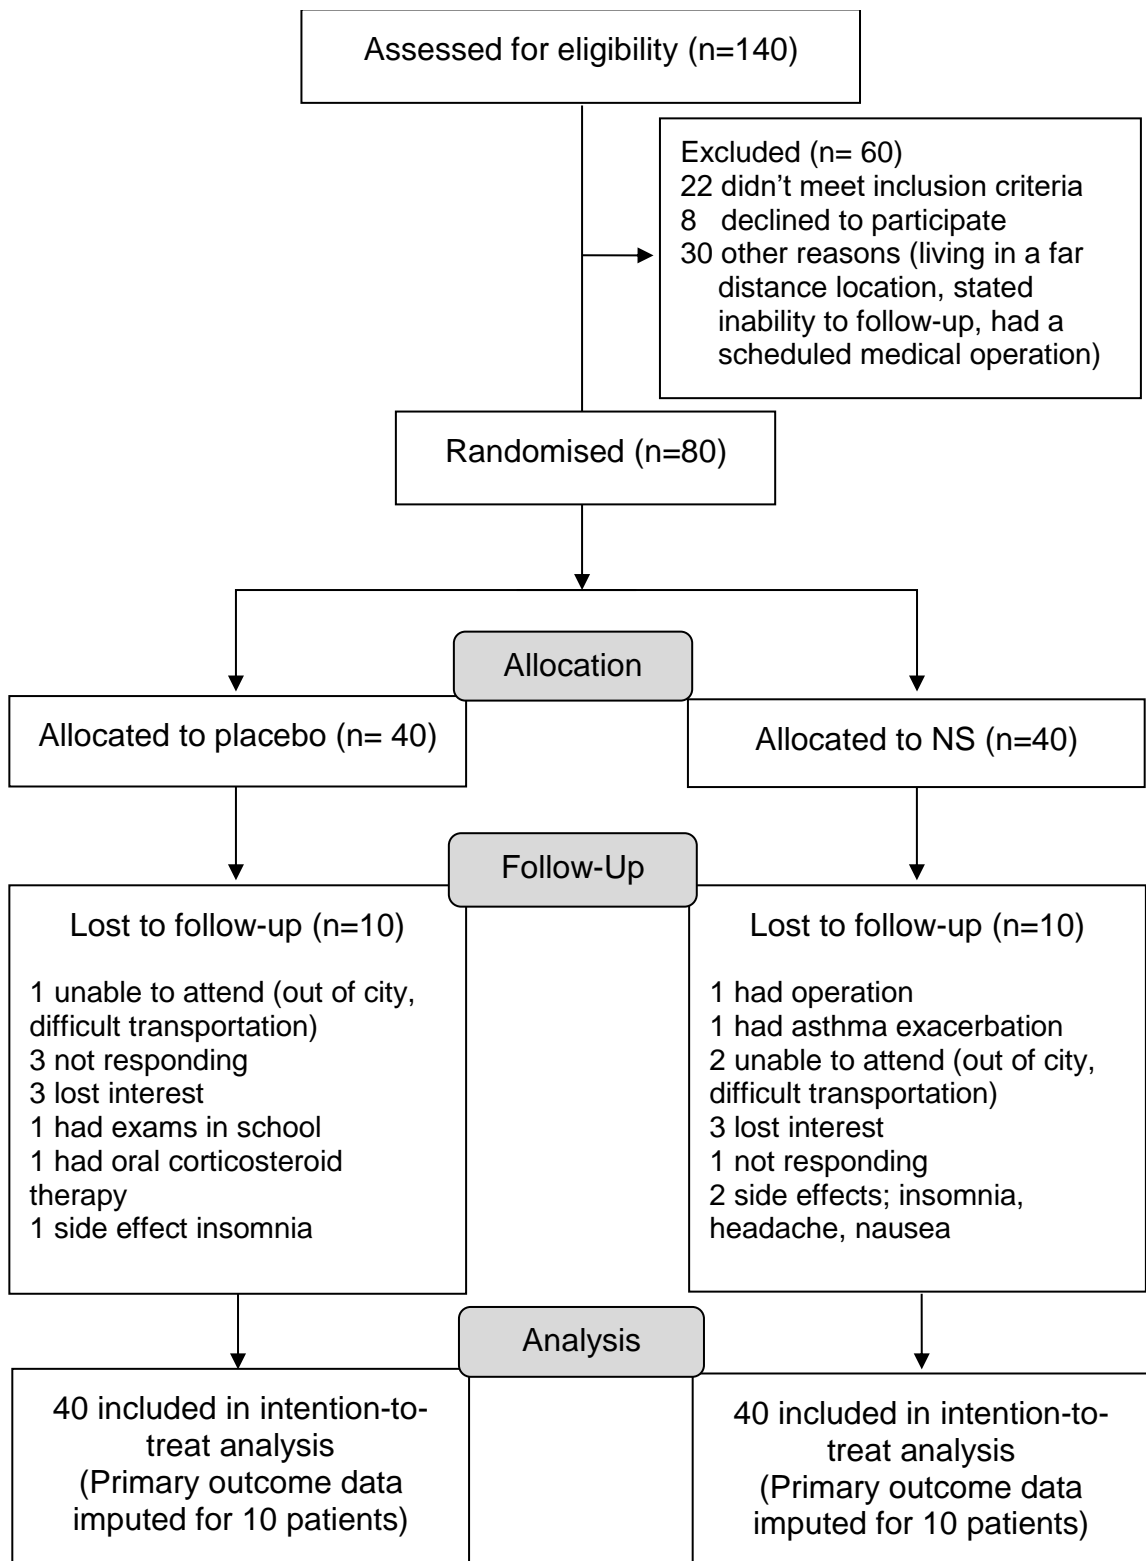 Assessed for eligibility (n=140)
Excluded (n= 60)
22 didn’t meet inclusion criteria
8 declined to participate
30 other reasons (living in a far
distance location, stated
inability to follow-up, had a
scheduled medical operation)
Randomised (n=80)
Allocation
Allocated to placebo (n= 40)
Allocated to NS (n=40)
Follow-Up
Lost to follow-up (n=10)
1 unable to attend (out of city,
difficult transportation)
3 not responding
3 lost interest
1 had exams in school
1 had oral corticosteroid
therapy
1 side effect insomnia
Lost to follow-up (n=10)
1 had operation
1 had asthma exacerbation
2 unable to attend (out of city,
difficult transportation)
3 lost interest
1 not responding
2 side effects; insomnia,
headache, nausea
Analysis
40 included in intention-to-
treat analysis
(Primary outcome data
imputed for 10 patients)
40 included in intention-to-
treat analysis
(Primary outcome data
imputed for 10 patients)